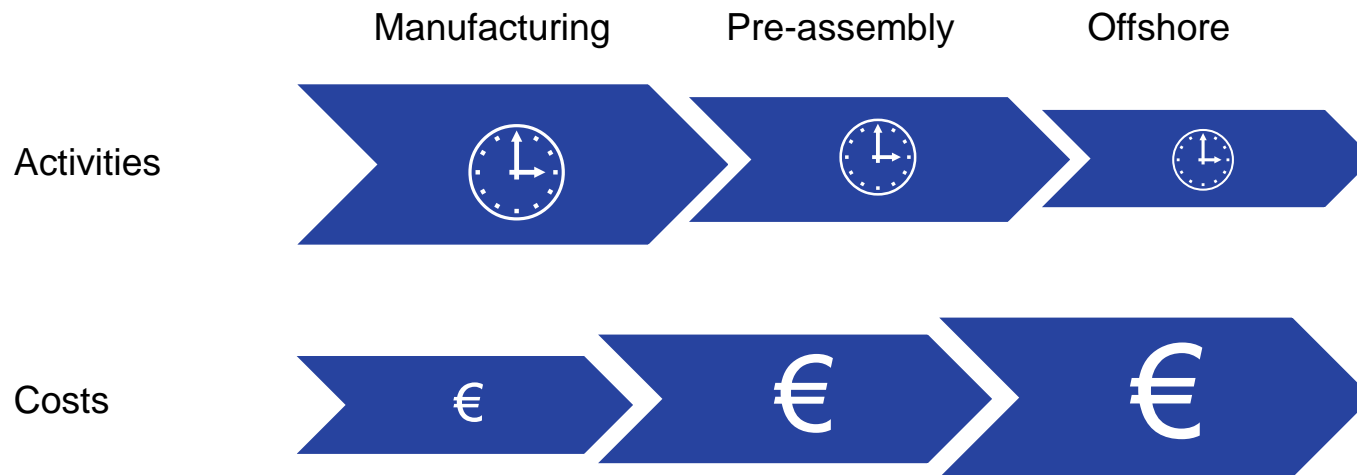 Manufacturing Pre-assembly Offshore
Activities
Costs
€ € €